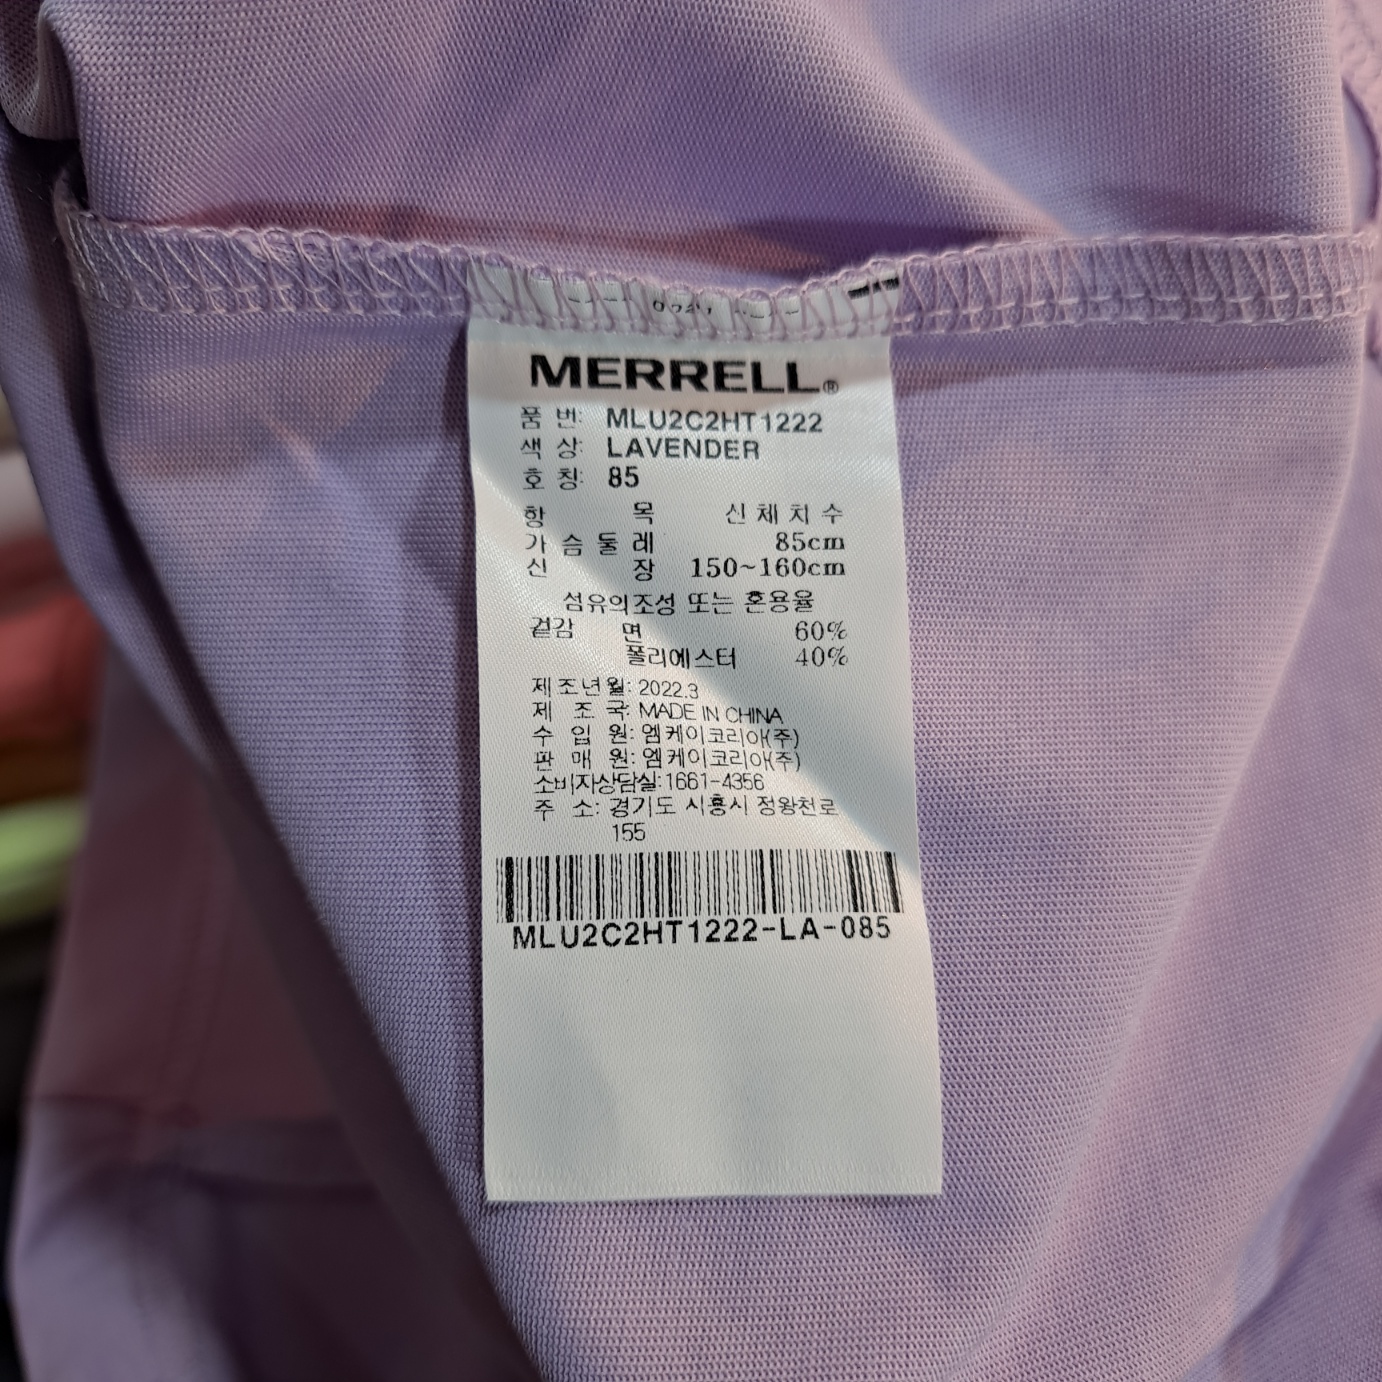 MERRELL®
품 번: MLU2C2HT1222
색 상: LAVENDER
호 칭: 85
항 목 신체치수
가슴둘레 85cm
신 장 150~160cm
섬유의조성 또는 혼용율
겉감 면 60%
폴리에스터 40%
제조년월: 2022.3
제 조 국: MADE IN CHINA
수 입 원: 엠케이코리아(주)
판 매 원: 엠케이코리아(주)
소비자상담실: 1661-4356
주 소: 경기도 시흥시 정왕천로
155
MLU2C2HT1222-LA-085